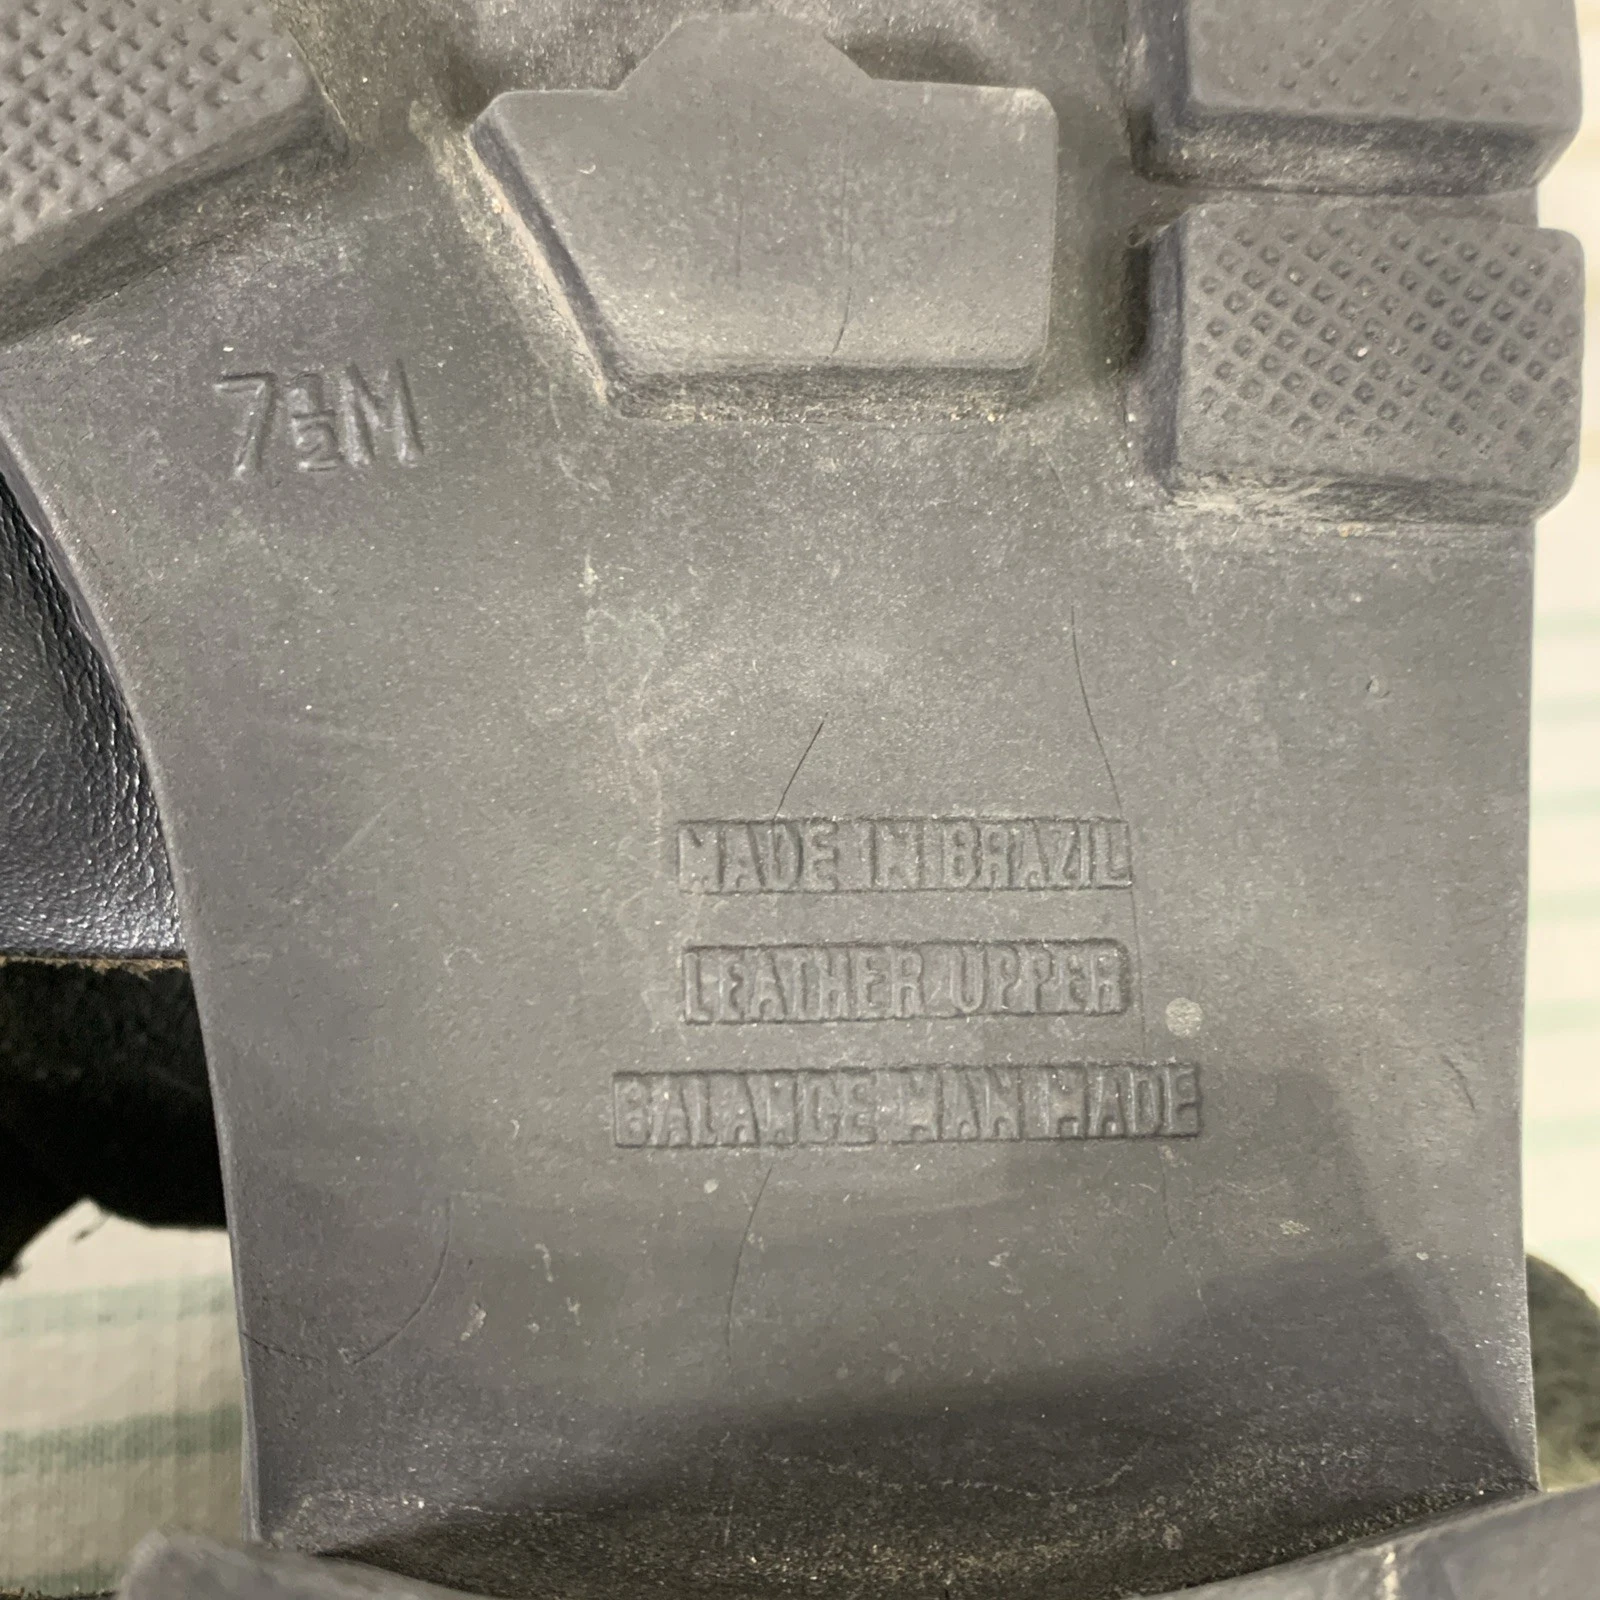 7½M
MADE IN BRAZIL
LEATHER UPPER
BALANCE MAN MADE